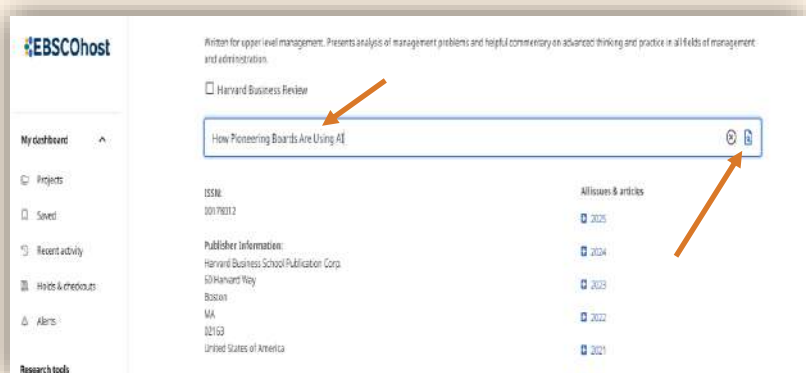 EBSCOhost
Written for upper level management. Presents analysis of management problems and helpful commentary on advanced thinking and practice in all fields of management
and administration.
Harvard Business Review
My dashboard
How Pioneering Boards Are Using AI
Projects
ISSN:
All issues & articles
00178012
2025
Saved
Publisher Information:
Recent activity
Harvard Business School Publication Corp.
2024
60 Harvard Way
Holds & checkouts
Boston
2023
MA
Alerts
02163
2022
United States of America
2021
Research tools